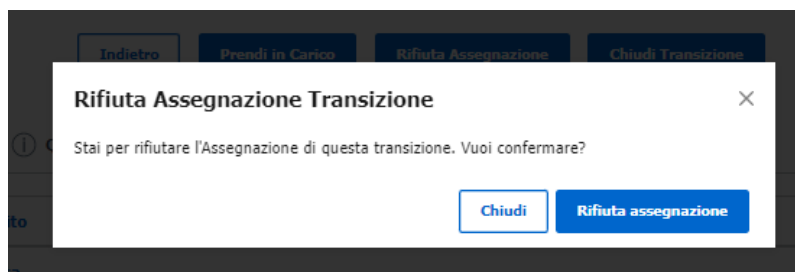 Indietro Prendi in Carico Rifiuta Assegnazione Chiudi Transizione
Rifiuta Assegnazione Transizione
Stai per rifiutare l'Assegnazione di questa transizione. Vuoi confermare?
Chiudi Rifiuta assegnazione